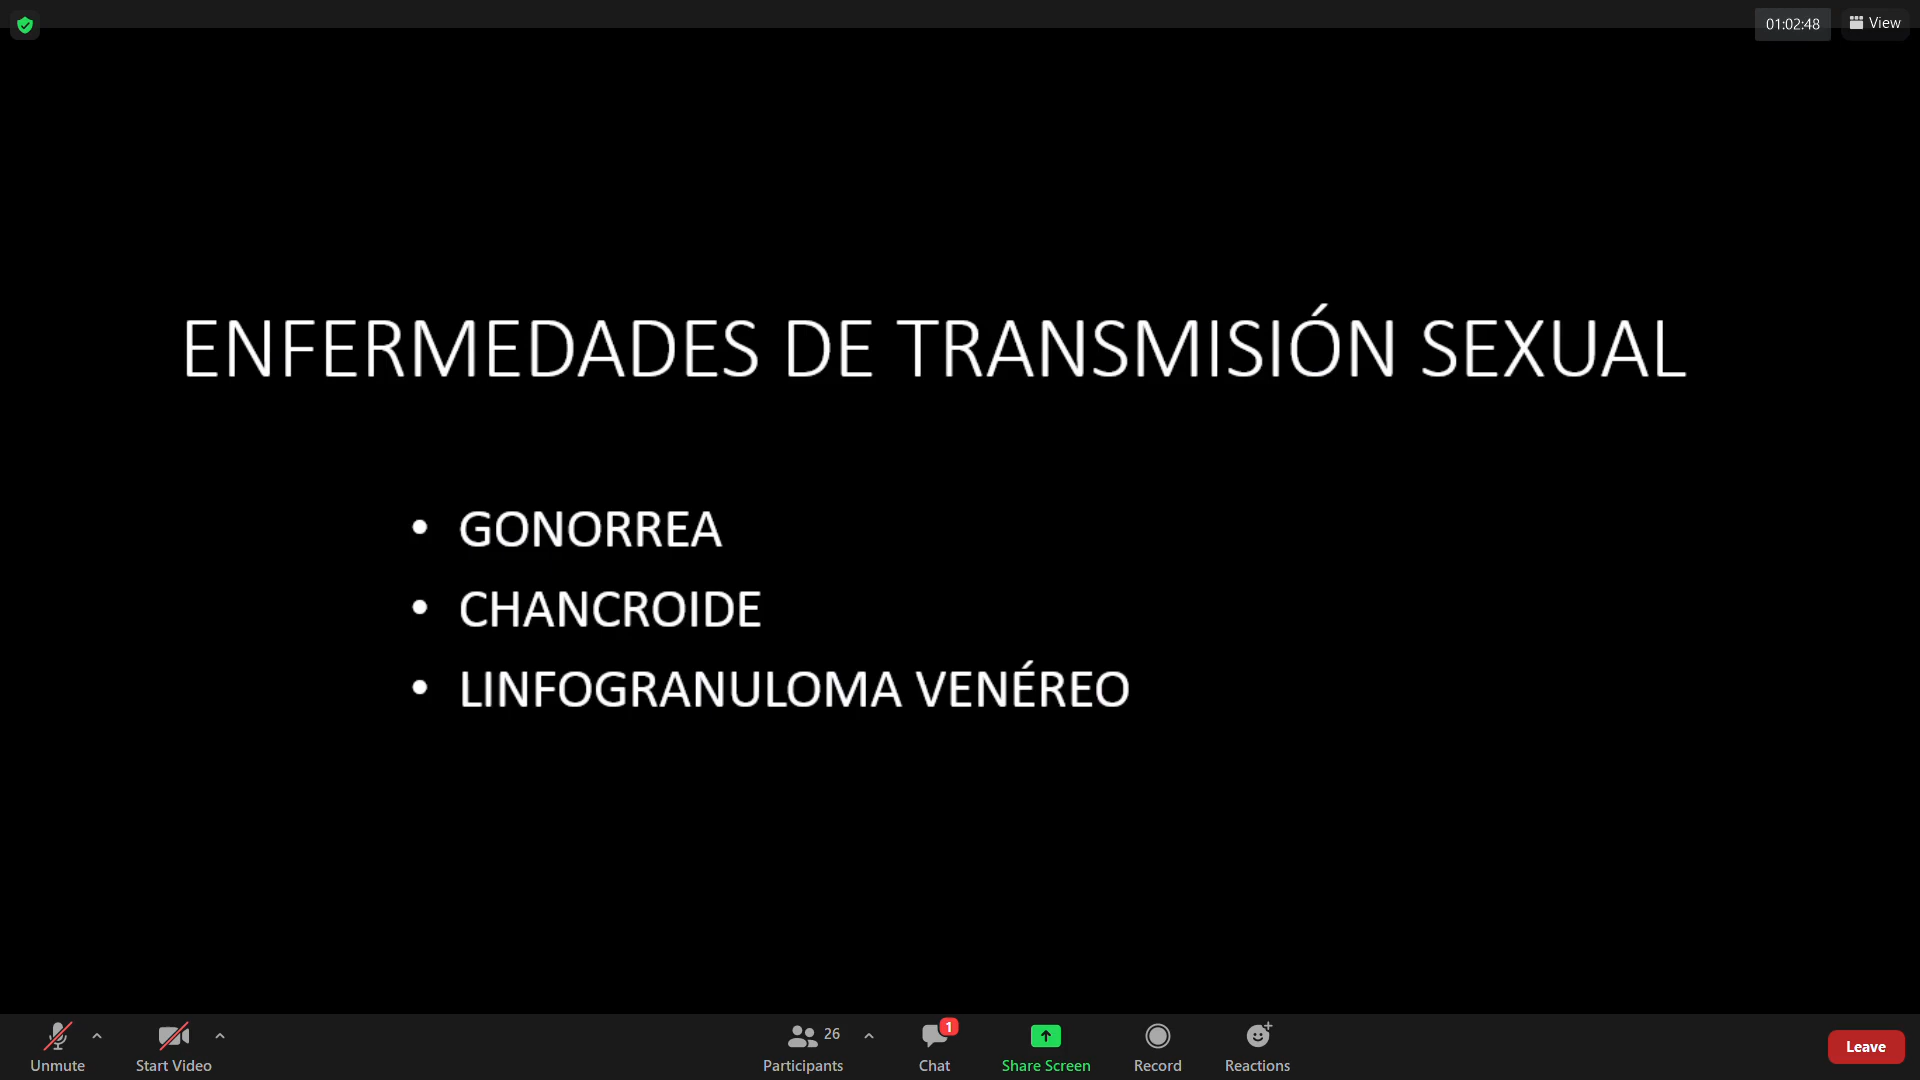 01:02:48 View
ENFERMEDADES DE TRANSMISIÓN SEXUAL
• GONORREA
• CHANCROIDE
• LINFOGRANULOMA VENÉREO
26 1
Unmute Start Video Participants Chat Share Screen Record Reactions Leave